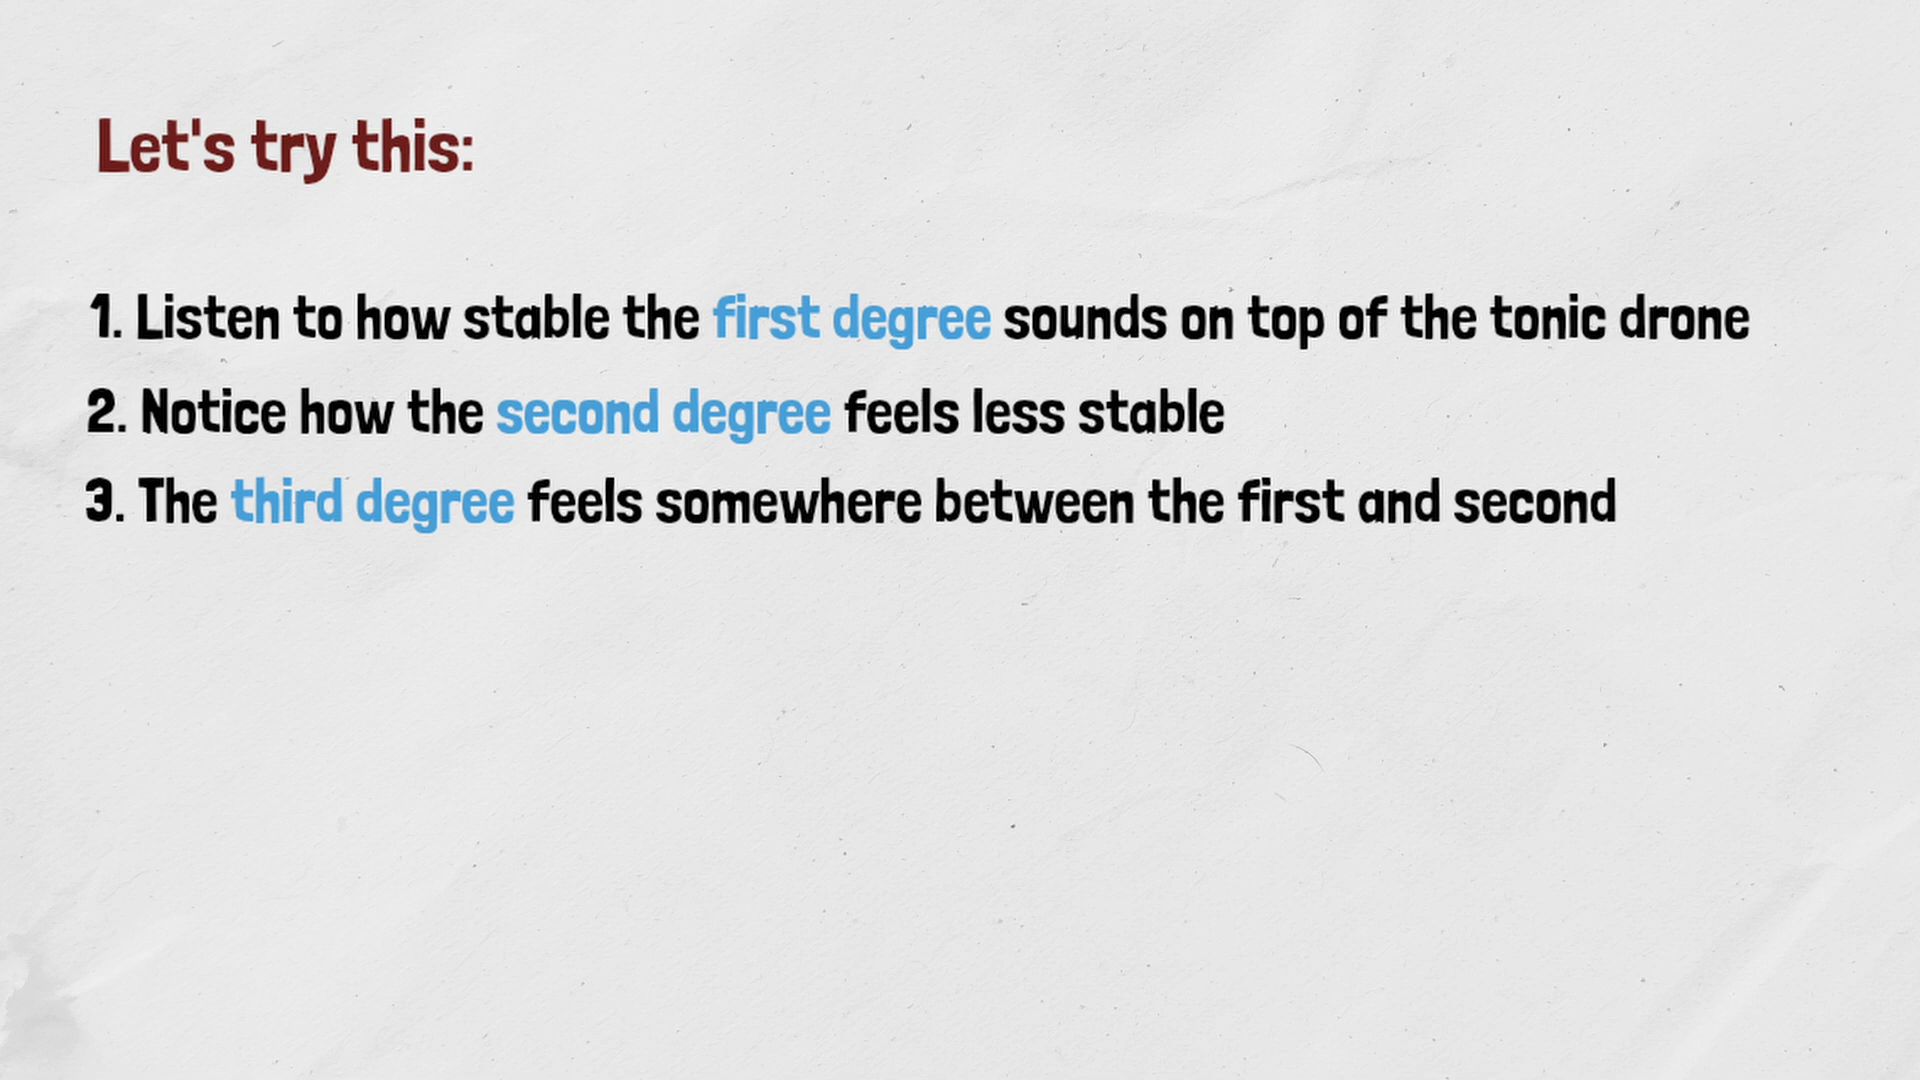 Let's try this:
1. Listen to how stable the first degree sounds on top of the tonic drone
2. Notice how the second degree feels less stable
3. The third degree feels somewhere between the first and second